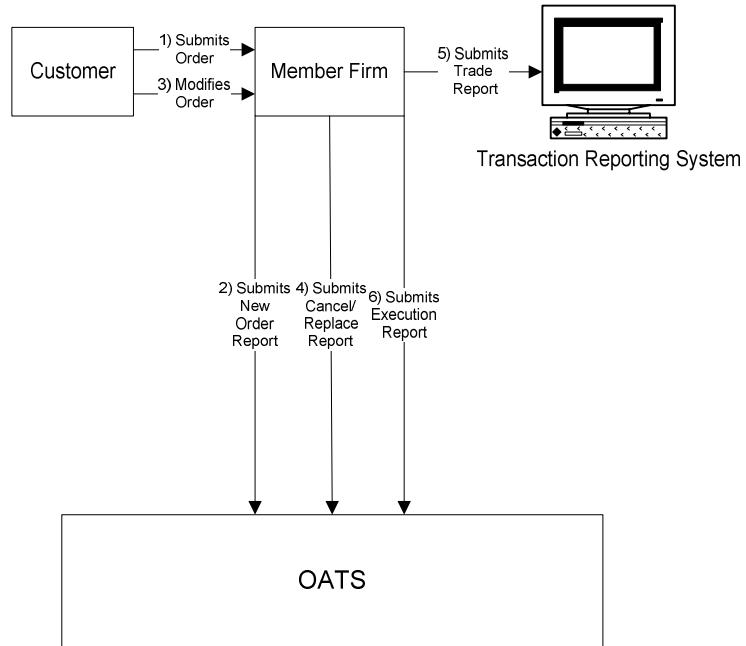 Customer
1) Submits
Order
3) Modifies
Order
Member Firm
5) Submits
Trade
Report
Transaction Reporting System
2) Submits
New
Order
Report
4) Submits
Cancel/
Replace
Report
6) Submits
Execution
Report
OATS